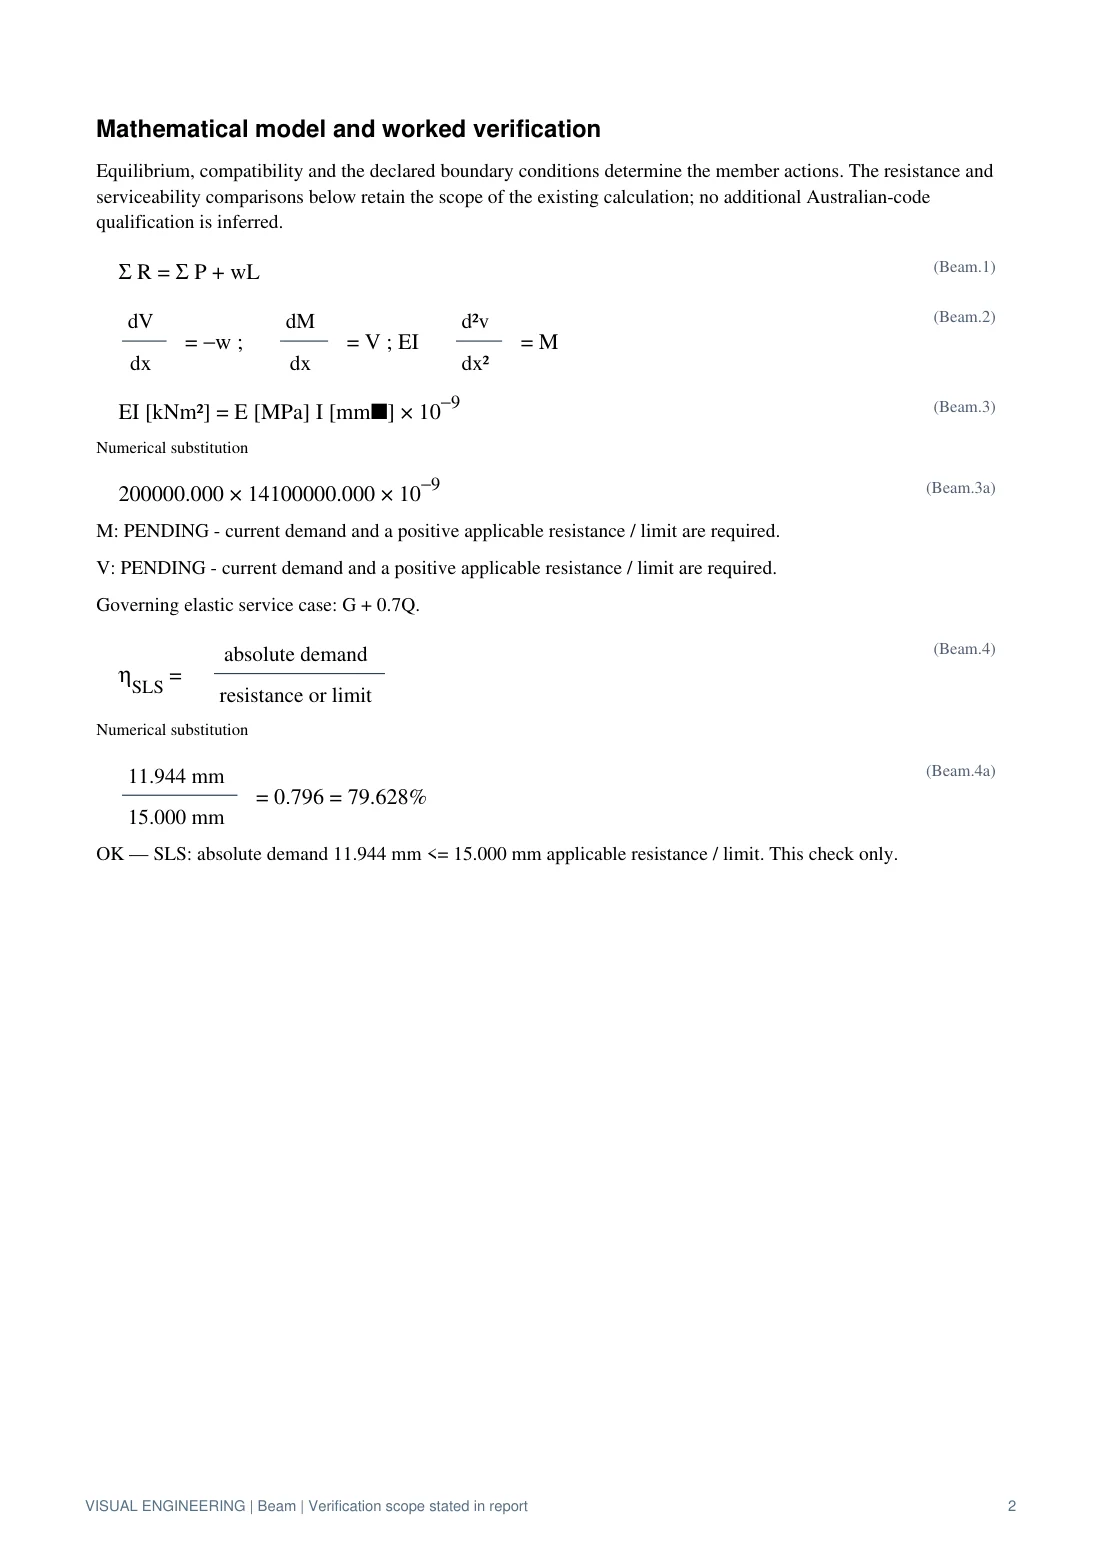 Mathematical model and worked verification
Equilibrium, compatibility and the declared boundary conditions determine the member actions. The resistance and
serviceability comparisons below retain the scope of the existing calculation; no additional Australian-code
qualification is inferred.
Σ R = Σ P + wL (Beam.1)
dV/dx = −w ; dM/dx = V ; EI d²v/dx² = M (Beam.2)
EI [kNm²] = E [MPa] I [mm■] × 10⁻⁹ (Beam.3)
Numerical substitution
200000.000 × 14100000.000 × 10⁻⁹ (Beam.3a)
M: PENDING - current demand and a positive applicable resistance / limit are required.
V: PENDING - current demand and a positive applicable resistance / limit are required.
Governing elastic service case: G + 0.7Q.
η_SLS = absolute demand / resistance or limit (Beam.4)
Numerical substitution
11.944 mm / 15.000 mm = 0.796 = 79.628% (Beam.4a)
OK — SLS: absolute demand 11.944 mm <= 15.000 mm applicable resistance / limit. This check only.
VISUAL ENGINEERING | Beam | Verification scope stated in report 2